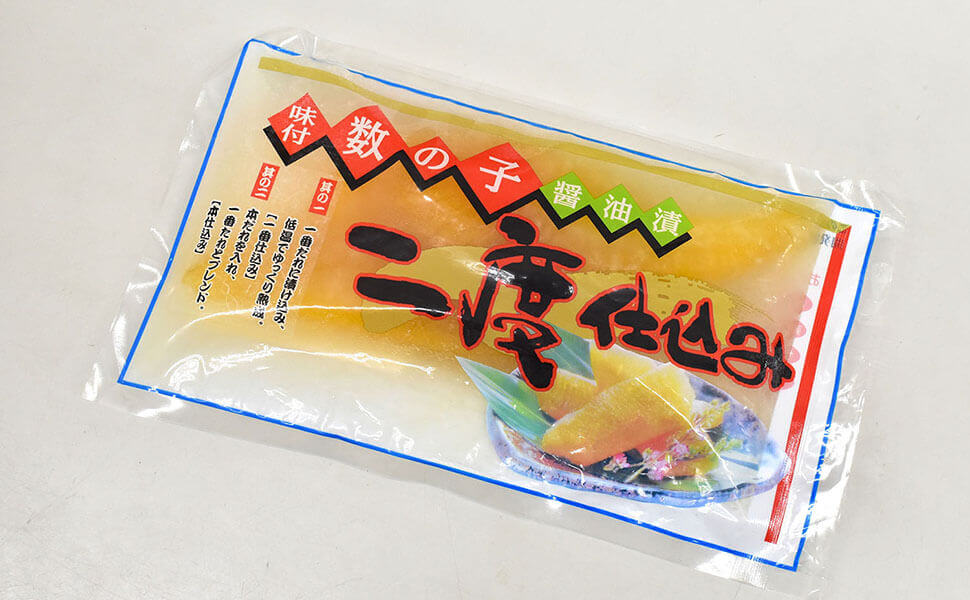 味付数の子醤油漬
二度仕込み
其の一
一番だれに漬け込み、
低温でゆっくり熟成。
［一番仕込み］
其の二
本だれを入れ、
一番だれとブレンド。
［本仕込み］